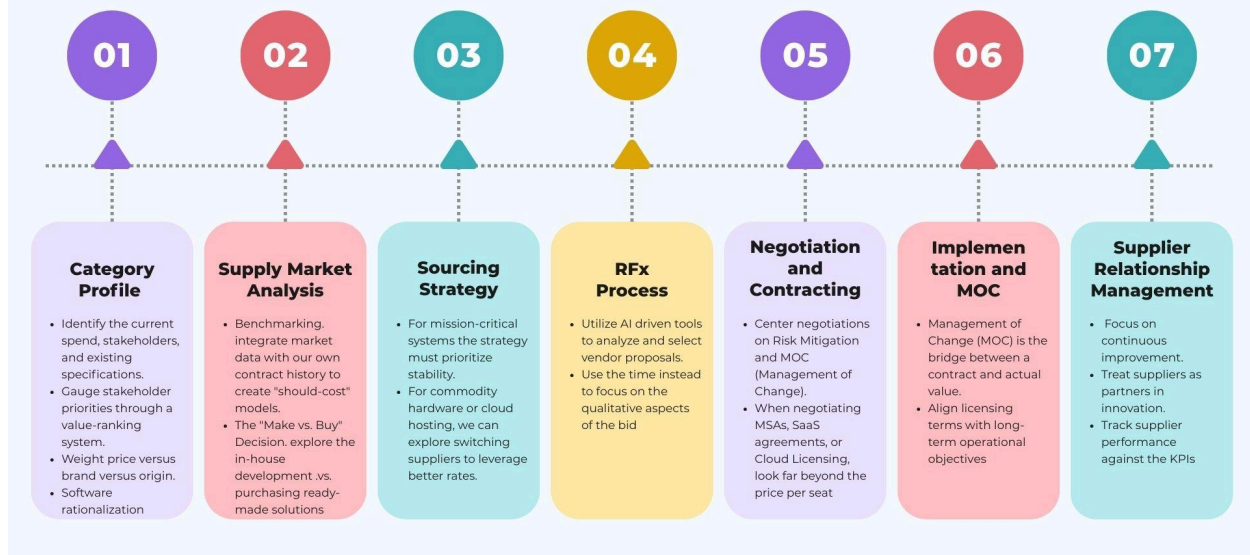 01
02
03
04
05
06
07
Category
Profile
• Identify the current
spend, stakeholders,
and existing
specifications.
• Gauge stakeholder
priorities through a
value-ranking
system.
• Weight price versus
brand versus origin.
• Software
rationalization
Supply Market
Analysis
• Benchmarking.
integrate market
data with our own
contract history to
create "should-cost"
models.
• The "Make vs. Buy"
Decision. explore the
in-house
development .vs.
purchasing ready-
made solutions
Sourcing
Strategy
• For mission-critical
systems the strategy
must prioritize
stability.
• For commodity
hardware or cloud
hosting, we can
explore switching
suppliers to leverage
better rates.
RFx
Process
• Utilize AI driven tools
to analyze and select
vendor proposals.
• Use the time instead
to focus on the
qualitative aspects
of the bid
Negotiation
and
Contracting
• Center negotiations
on Risk Mitigation
and MOC
(Management of
Change).
• When negotiating
MSAs, SaaS
agreements, or
Cloud Licensing,
look far beyond the
price per seat
Implemen
tation and
MOC
• Management of
Change (MOC) is the
bridge between a
contract and actual
value.
• Align licensing
terms with long-
term operational
objectives
Supplier
Relationship
Management
• Focus on
continuous
improvement.
• Treat suppliers as
partners in
innovation.
• Track supplier
performance
against the KPIs